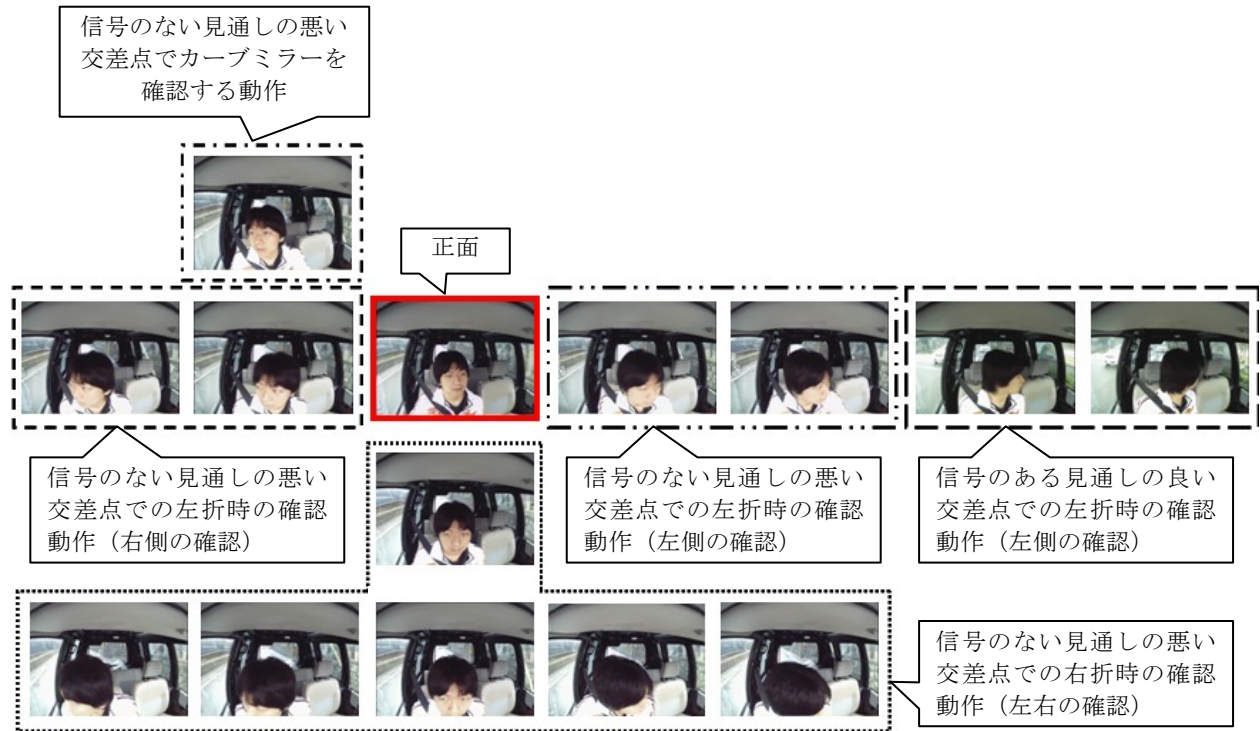 信号のない見通しの悪い
交差点でカーブミラーを
確認する動作
正面
信号のない見通しの悪い
交差点での左折時の確認
動作（右側の確認）
信号のない見通しの悪い
交差点での左折時の確認
動作（左側の確認）
信号のある見通しの良い
交差点での左折時の確認
動作（左側の確認）
信号のない見通しの悪い
交差点での右折時の確認
動作（左右の確認）